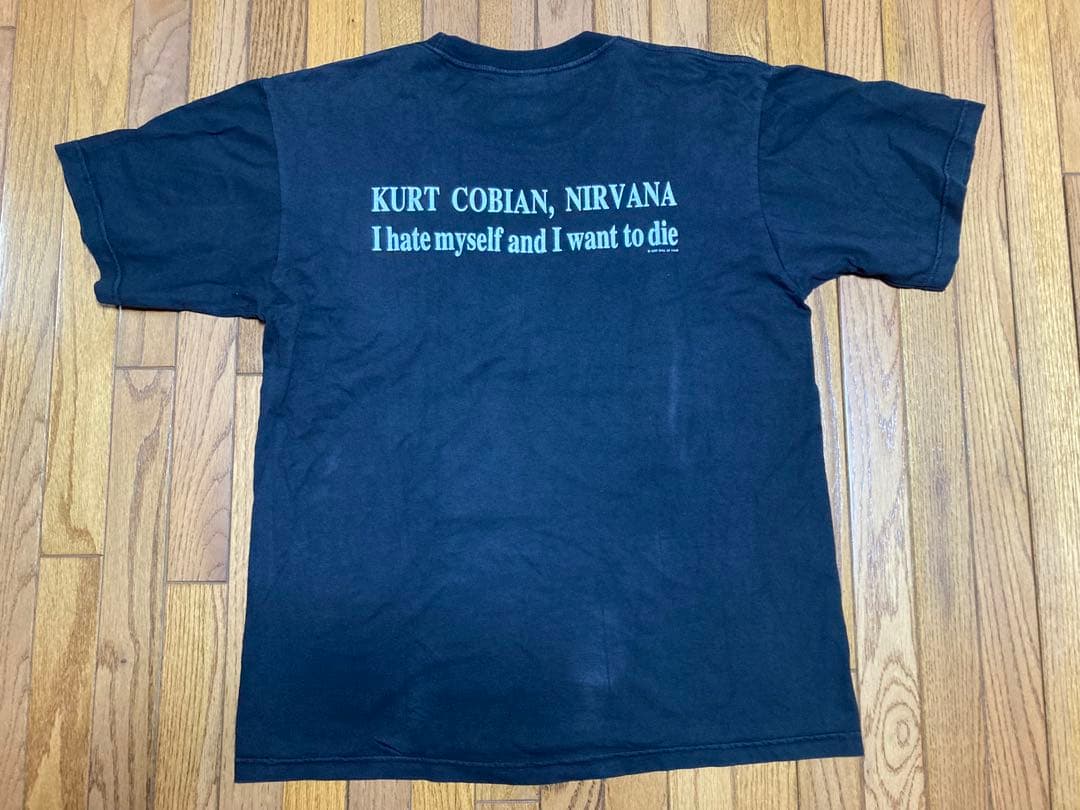 KURT COBIAN, NIRVANA
I hate myself and I want to die